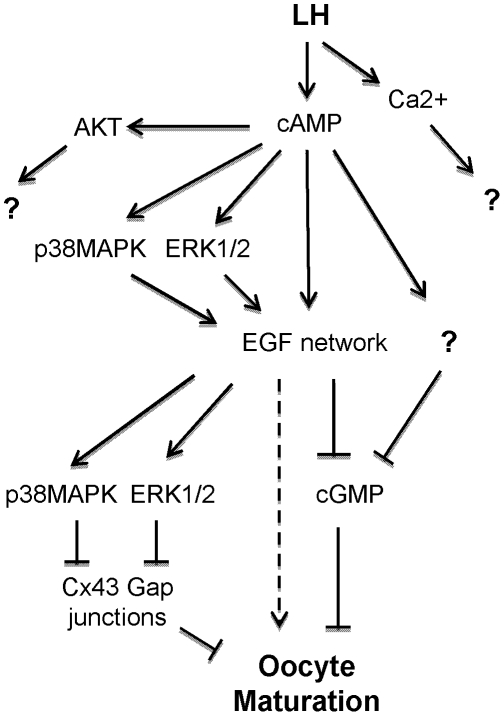 LH
Ca2+
AKT
cAMP
?
?
p38MAPK ERK1/2
EGF network
?
p38MAPK ERK1/2
cGMP
Cx43 Gap
junctions
Oocyte
Maturation